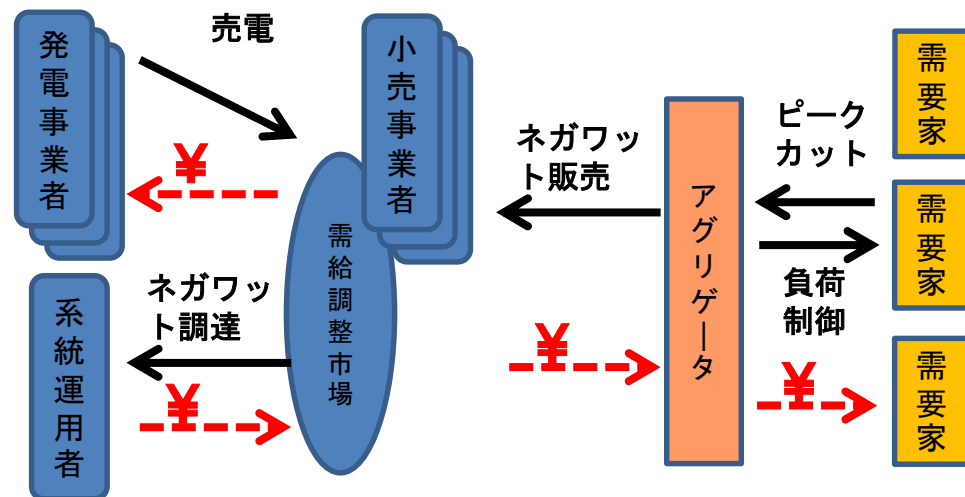 発電事業者
売電
小売事業者
¥
需給調整市場
系統運用者
ネガワッ
ト調達
¥
ネガワッ
ト販売
¥
アグリゲータ
ピーク
カット
負荷
制御
¥
需要家
需要家
需要家